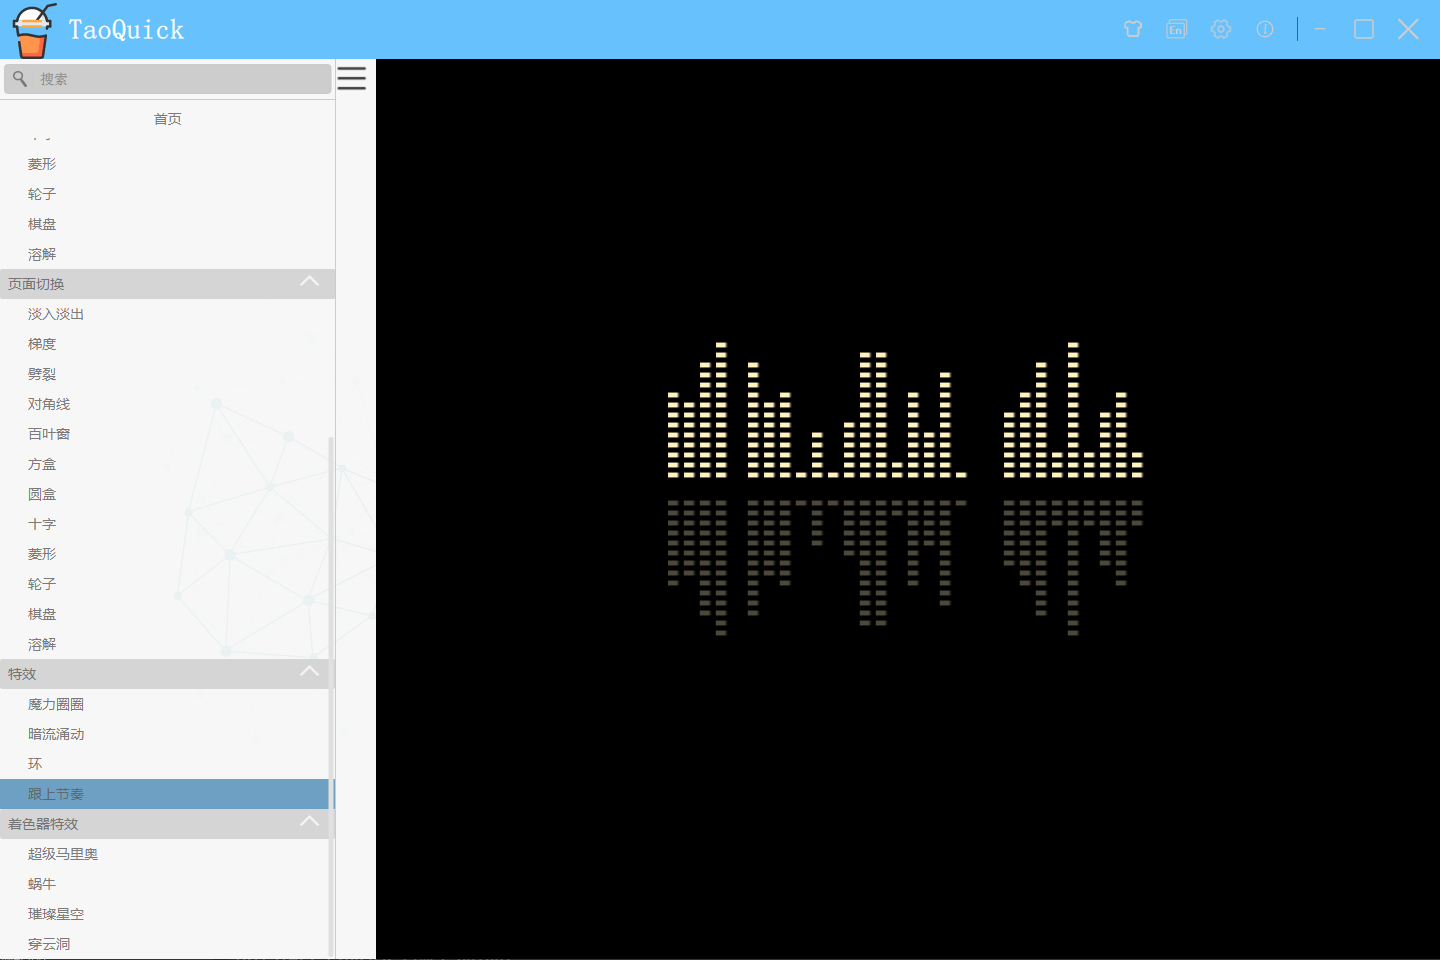 TaoQuick
En
搜索
首页
菱形
轮子
棋盘
溶解
页面切换
淡入淡出
梯度
劈裂
对角线
百叶窗
方盒
圆盒
十字
菱形
轮子
棋盘
溶解
特效
魔力圈圈
暗流涌动
环
跟上节奏
着色器特效
超级马里奥
蜗牛
璀璨星空
穿云洞